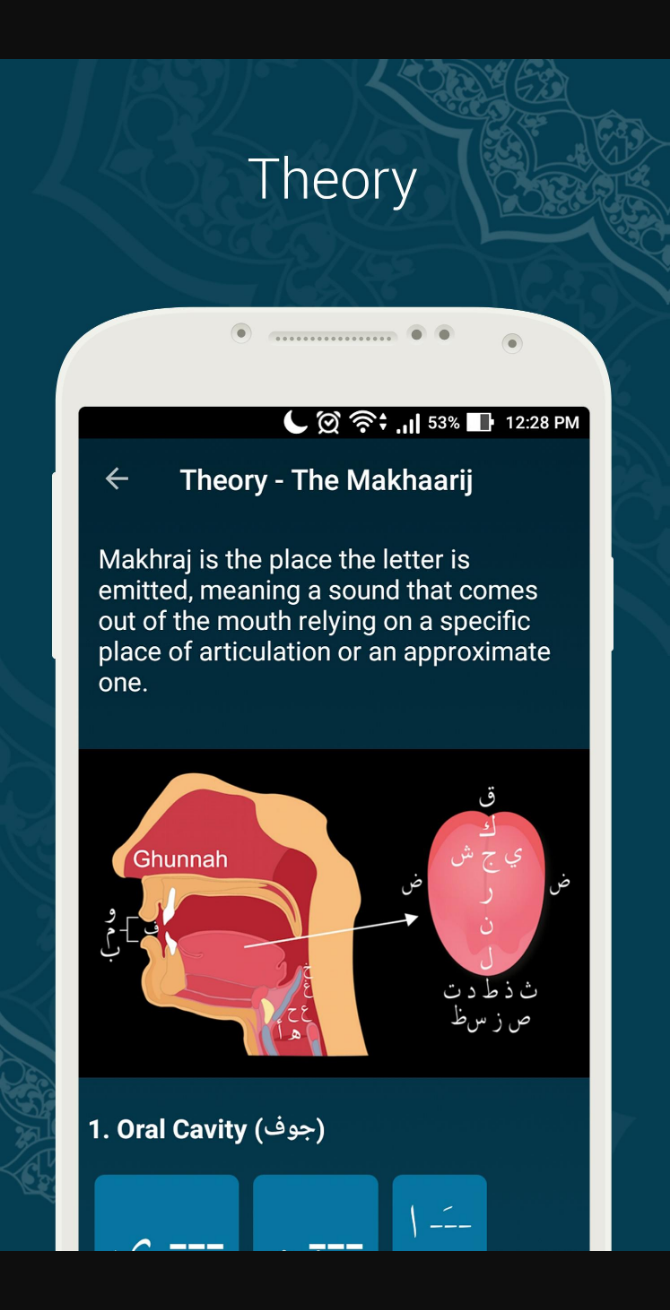 Theory
53% 12:28 PM
Theory - The Makhaarij
Makhraj is the place the letter is
emitted, meaning a sound that comes
out of the mouth relying on a specific
place of articulation or an approximate
one.
Ghunnah
و
م
ب
ف
خ
غ
ع ح
أ ه
ق
ك
ش ج ي
ض ض
ر
ن
ل
ت د ط ذ ث
ص ز س ظ
1. Oral Cavity (جوف)
ـَـ ا